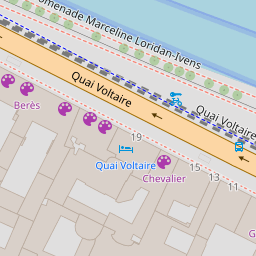 Promenade Marceline Loridan-Ivens
Quai Voltaire
Quai Voltaire
Berès
19
Quai Voltaire
15
Chevalier
13
11
G